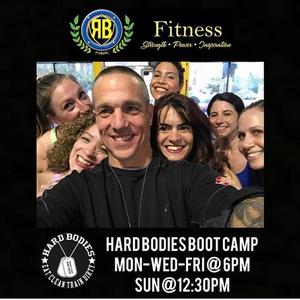 RB
FITNESS
Fitness
Strength • Power • Inspiration
HARD BODIES
EAT CLEAN TRAIN DIRTY
HARD BODIES BOOT CAMP
MON-WED-FRI @ 6PM
SUN @ 12:30PM